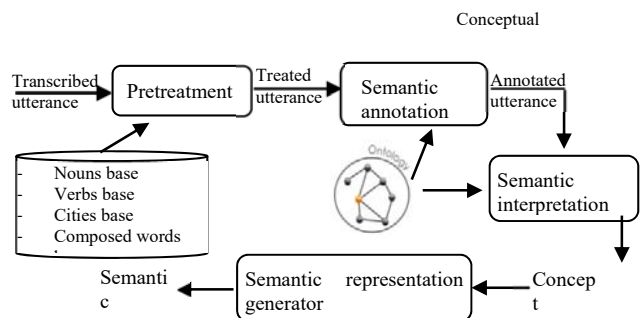 Conceptual
Transcribed
utterance
Pretreatment
Treated
utterance
Semantic
annotation
Annotated
utterance
- Nouns base
- Verbs base
- Cities base
- Composed words
Ontology
Semantic
interpretation
Semanti
c
Semantic representation
generator
Concep
t